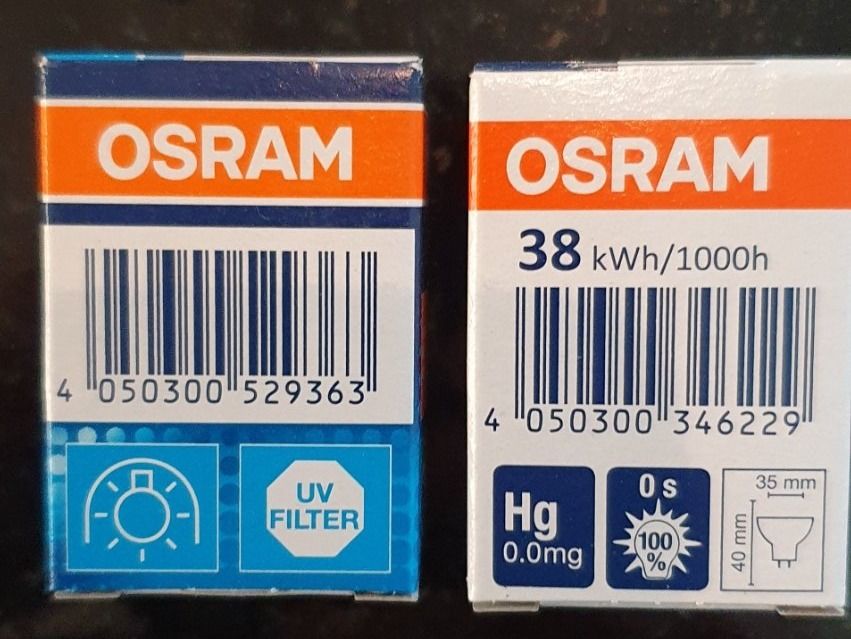 OSRAM
4 050300 529363
UV
FILTER
OSRAM
38 kWh/1000h
4 050300 346229
Hg
0.0mg
0 s
100
%
35 mm
40 mm